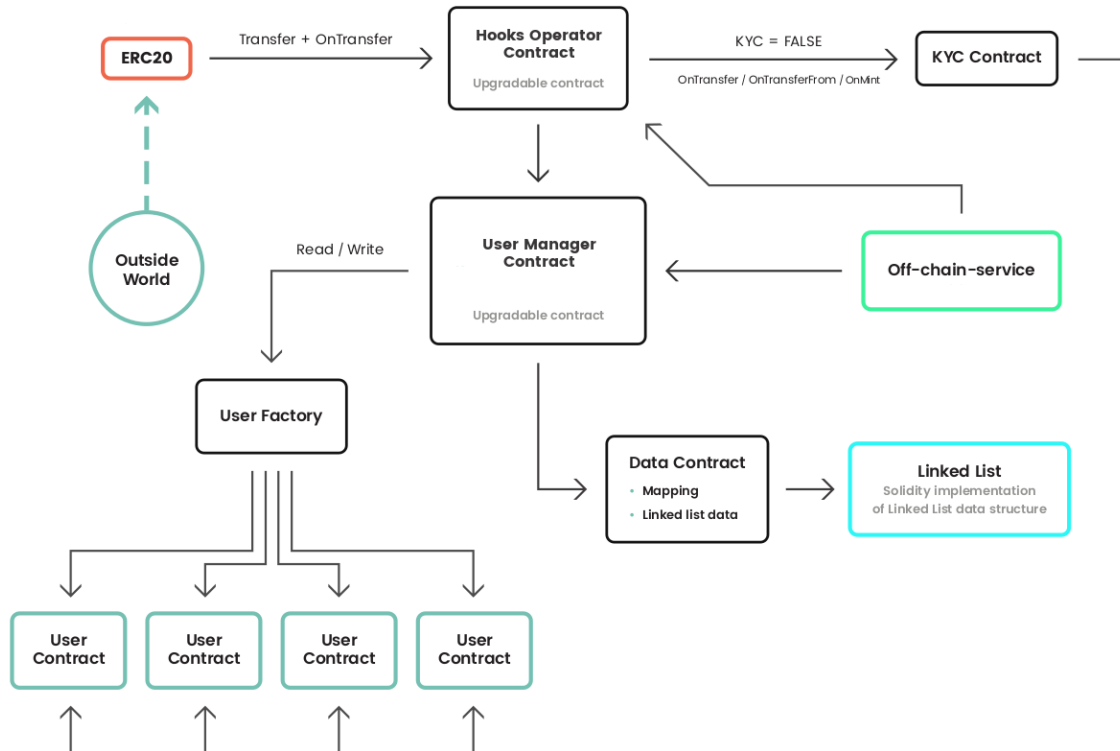 ERC20
Transfer + OnTransfer
Hooks Operator
Contract
Upgradable contract
KYC = FALSE
OnTransfer / OnTransferFrom / OnMint
KYC Contract
Outside
World
Read / Write
User Manager
Contract
Upgradable contract
Off-chain-service
User Factory
Data Contract
• Mapping
• Linked list data
Linked List
Solidity implementation
of Linked List data structure
User
Contract
User
Contract
User
Contract
User
Contract